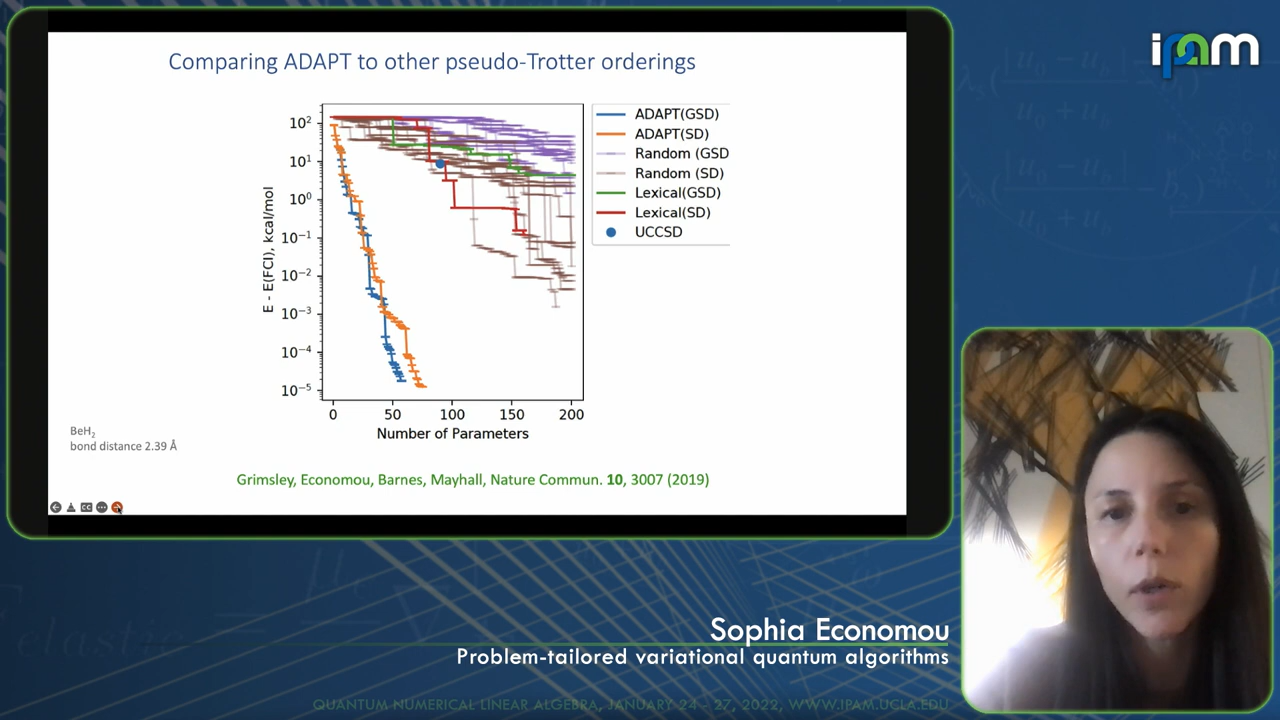 Comparing ADAPT to other pseudo-Trotter orderings
ipam
10²
10¹
10⁰
10⁻¹
10⁻²
10⁻³
10⁻⁴
10⁻⁵
E - E(FCI), kcal/mol
0 50 100 150 200
Number of Parameters
ADAPT(GSD)
ADAPT(SD)
Random (GSD
Random (SD)
Lexical(GSD)
Lexical(SD)
UCCSD
BeH₂
bond distance 2.39 Å
Grimsley, Economou, Barnes, Mayhall, Nature Commun. 10, 3007 (2019)
CC
elastic
Sophia Economou
Problem-tailored variational quantum algorithms
QUANTUM NUMERICAL LINEAR ALGEBRA, JANUARY 24 - 27, 2022, WWW.IPAM.UCLA.EDU